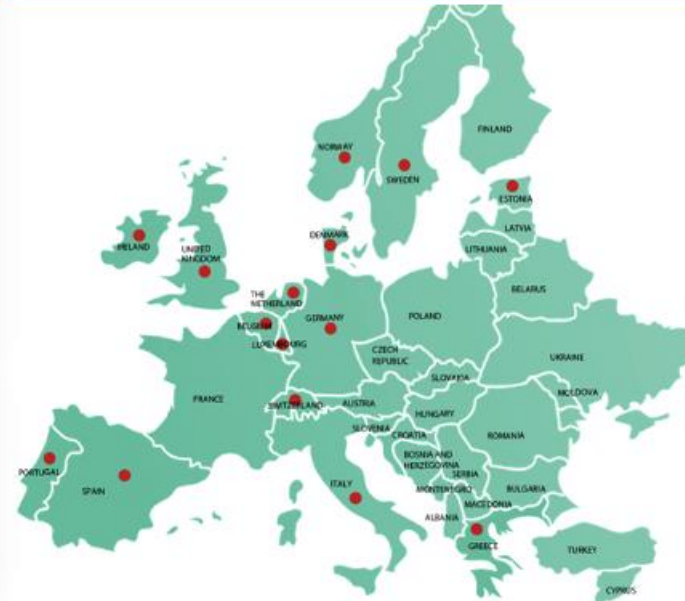 FINLAND
NORWAY
SWEDEN
ESTONIA
LATVIA
DENMARK
IRELAND
UNITED
KINGDOM
LITHUANIA
BELARUS
THE
NETHERLAND
GERMANY
POLAND
BELGIUM
LUXEMBOURG
CZECH
REPUBLIC
UKRAINE
SLOVAKIA
MOLDOVA
FRANCE
SWITZERLAND
AUSTRIA
HUNGARY
SLOVENIA
CROATIA
ROMANIA
BOSNIA AND
HERZEGOVINA
SERBIA
PORTUGAL
SPAIN
ITALY
MONTENEGRO
BULGARIA
MACEDONIA
ALBANIA
GREECE
TURKEY
CYPRUS